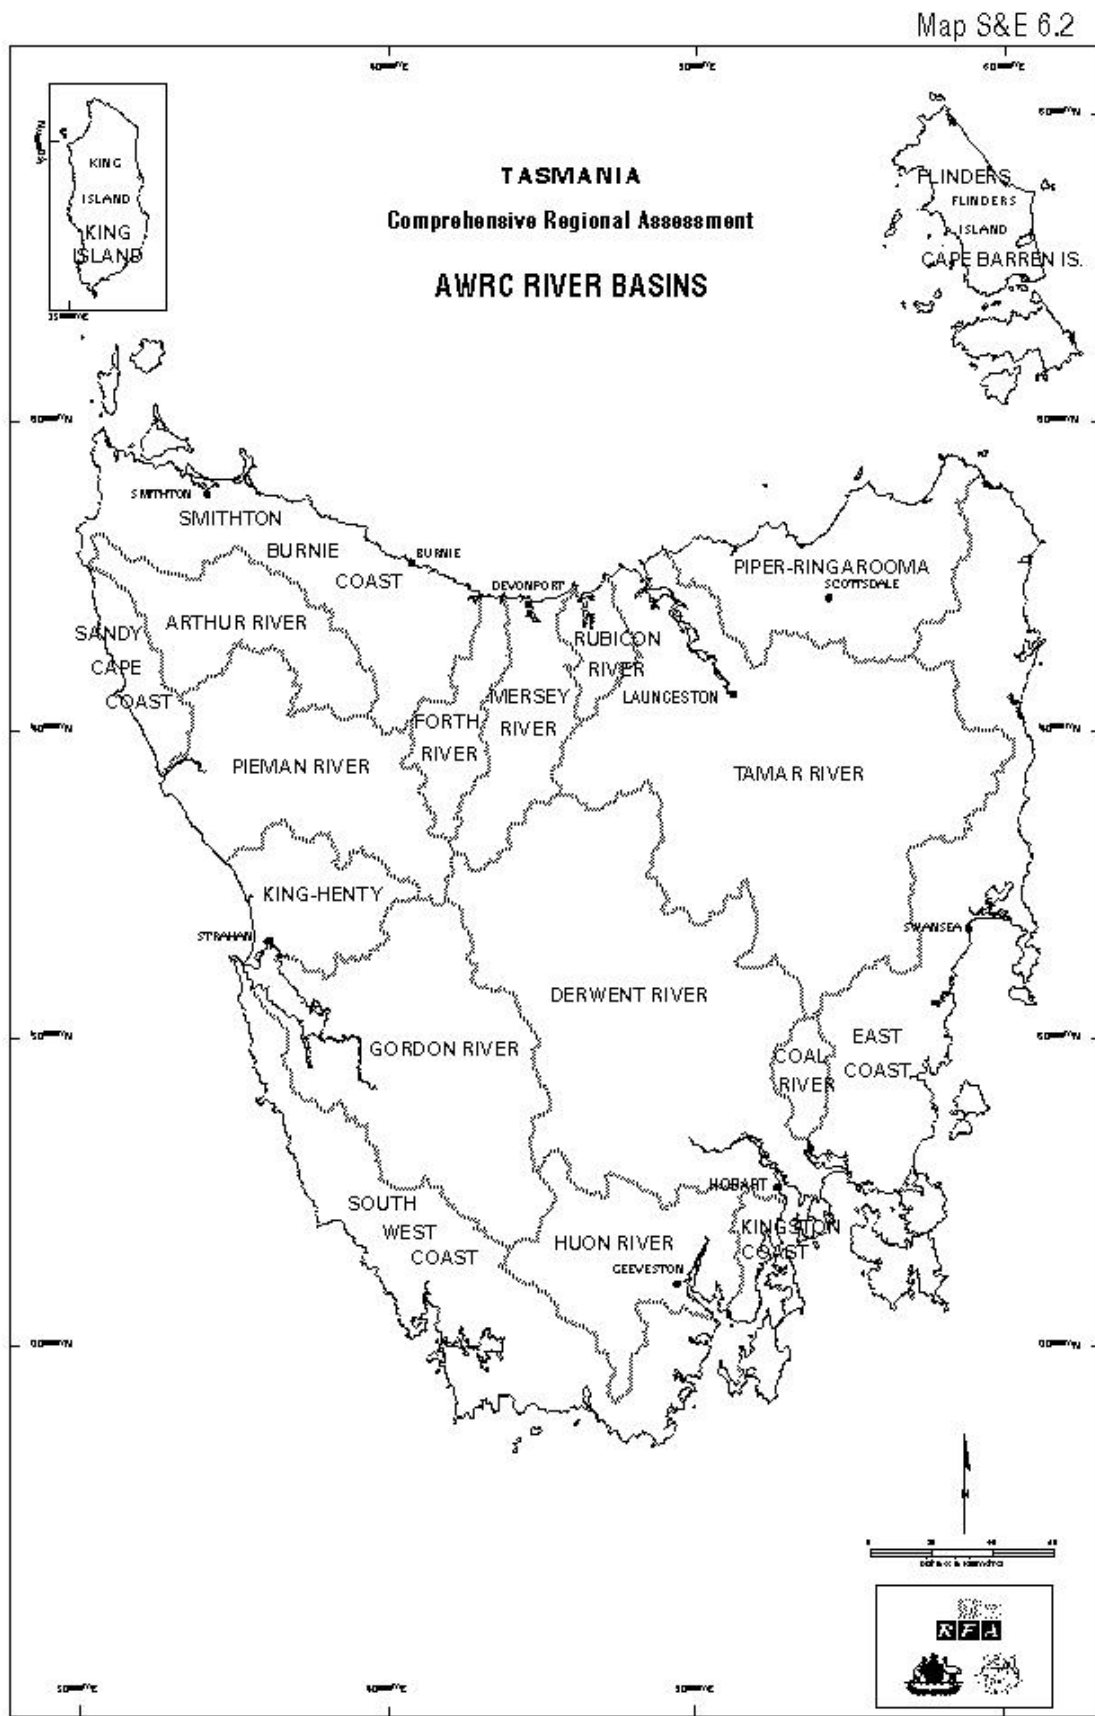 Map S&E 6.2
TASMANIA
Comprehensive Regional Assessment
AWRC RIVER BASINS
KING
ISLAND
KING
ISLAND
FLINDERS
FLINDERS
ISLAND
CAPE BARREN IS.
SMITHTON
SMITHTON
BURNIE
BURNIE
COAST
DEVONPORT
PIPER-RINGAROOMA
SCOTTSDALE
ARTHUR RIVER
SANDY
CAPE
COAST
RUBICON
RIVER
LAUNCESTON
MERSEY
RIVER
FORTH
RIVER
PIEMAN RIVER
TAMAR RIVER
KING-HENTY
STRAHAN
SWANSEA
DERWENT RIVER
GORDON RIVER
COAL
RIVER
EAST
COAST
HOBART
SOUTH
WEST
COAST
HUON RIVER
KINGSTON
COAST
GEEVESTON
RFA